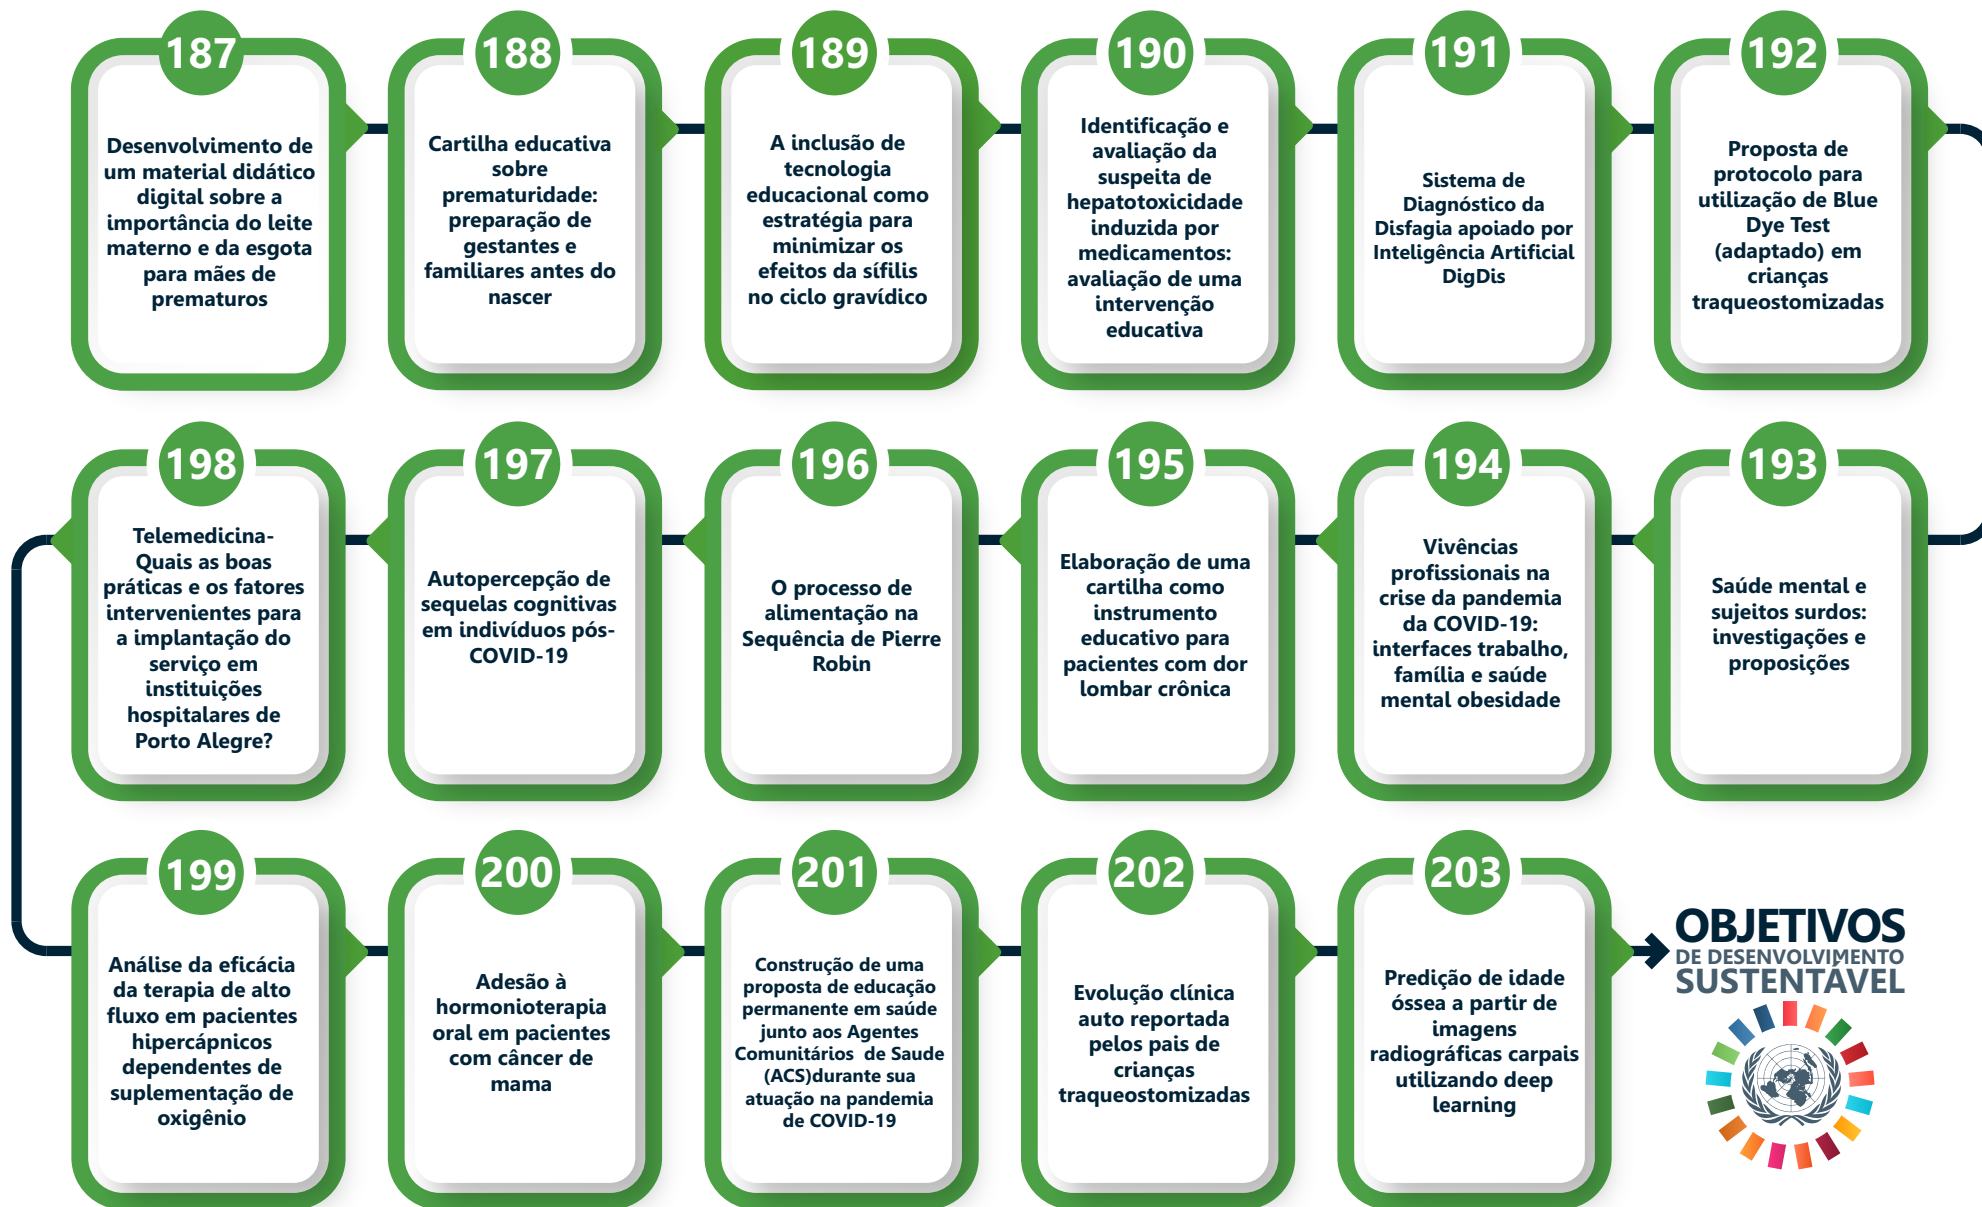 187
Desenvolvimento de
um material didático
digital sobre a
importância do leite
materno e da esgota
para mães de
prematuros
188
Cartilha educativa
sobre
prematuridade:
preparação de
gestantes e
familiares antes do
nascer
189
A inclusão de
tecnologia
educacional como
estratégia para
minimizar os
efeitos da sífilis
no ciclo gravídico
190
Identificação e
avaliação da
suspeita de
hepatotoxicidade
induzida por
medicamentos:
avaliação de uma
intervenção
educativa
191
Sistema de
Diagnóstico da
Disfagia apoiado por
Inteligência Artificial
DigDis
192
Proposta de
protocolo para
utilização de Blue
Dye Test
(adaptado) em
crianças
traqueostomizadas
193
Saúde mental e
sujeitos surdos:
investigações e
proposições
194
Vivências
profissionais na
crise da pandemia
da COVID-19:
interfaces trabalho,
família e saúde
mental obesidade
195
Elaboração de uma
cartilha como
instrumento
educativo para
pacientes com dor
lombar crônica
196
O processo de
alimentação na
Sequência de Pierre
Robin
197
Autopercepção de
sequelas cognitivas
em indivíduos pós-
COVID-19
198
Telemedicina-
Quais as boas
práticas e os fatores
intervenientes para
a implantação do
serviço em
instituições
hospitalares de
Porto Alegre?
199
Análise da eficácia
da terapia de alto
fluxo em pacientes
hipercápnicos
dependentes de
suplementação de
oxigênio
200
Adesão à
hormonioterapia
oral em pacientes
com câncer de
mama
201
Construção de uma
proposta de educação
permanente em saúde
junto aos Agentes
Comunitários  de Saude
(ACS)durante sua
atuação na pandemia
de COVID-19
202
Evolução clínica
auto reportada
pelos pais de
crianças
traqueostomizadas
203
Predição de idade
óssea a partir de
imagens
radiográficas carpais
utilizando deep
learning
OBJETIVOS
DE DESENVOLVIMENTO
SUSTENTÁVEL